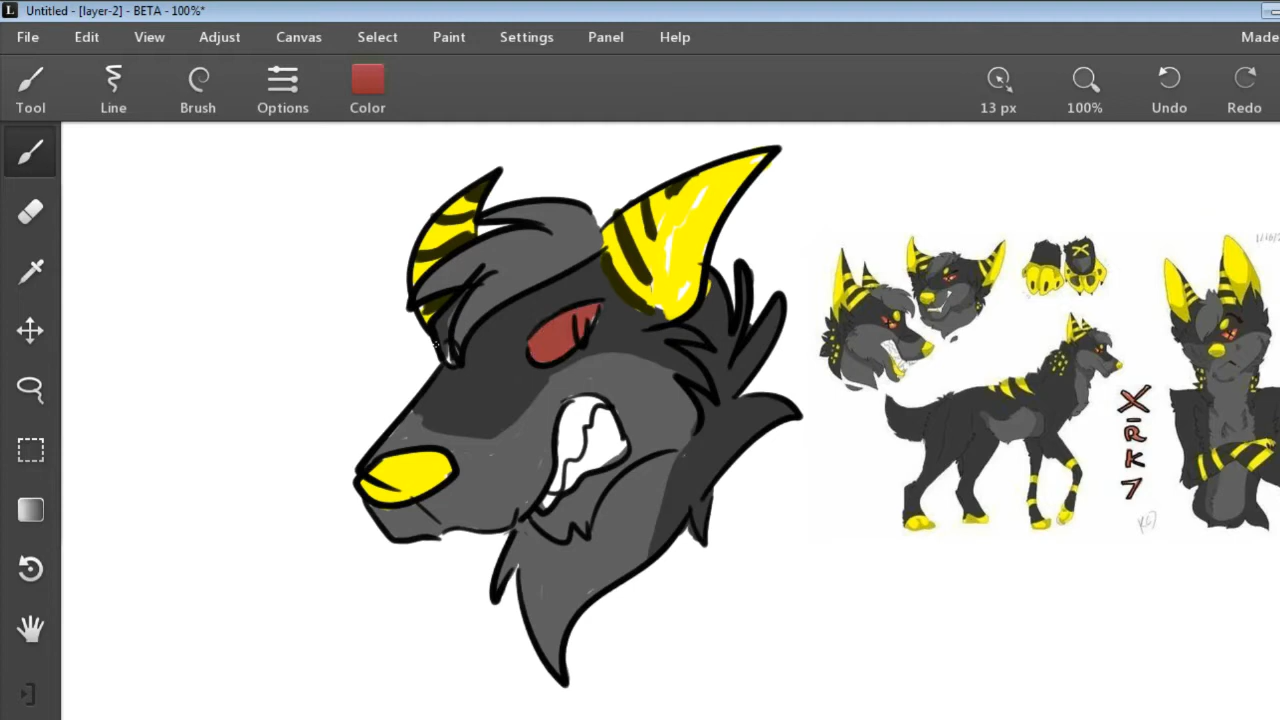 L Untitled - [layer-2] - BETA - 100%*
File Edit View Adjust Canvas Select Paint Settings Panel Help Made
Tool Line Brush Options Color 13 px 100% Undo Redo
X
-
R
K
7